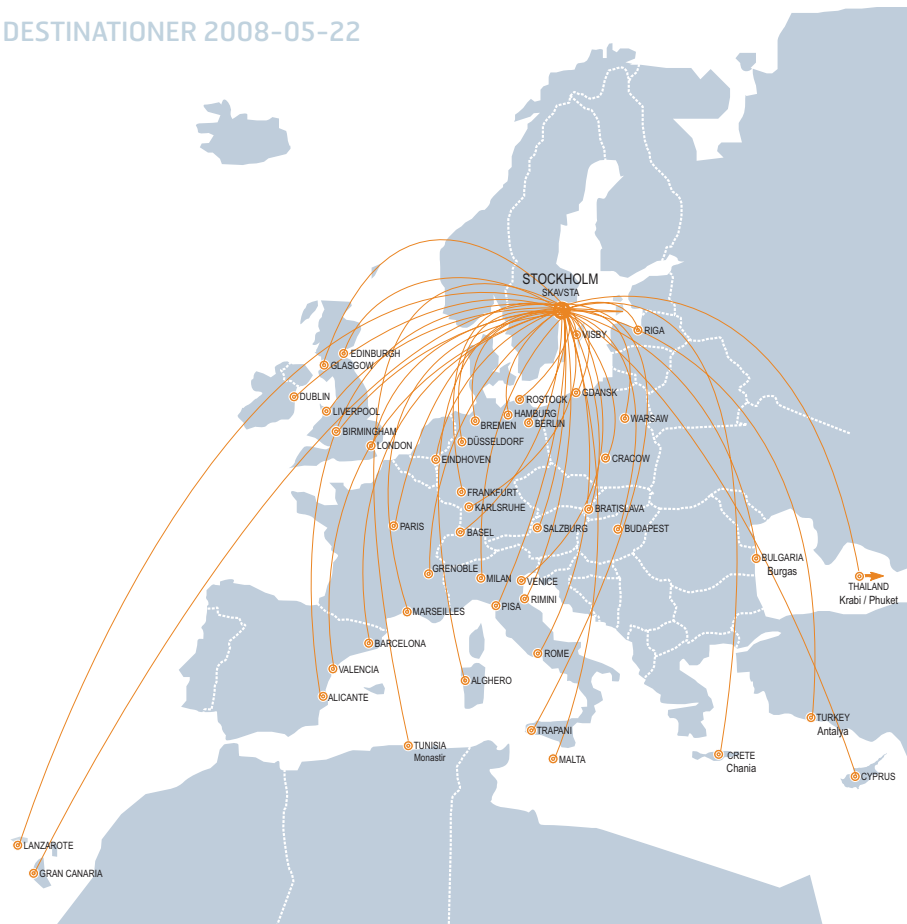 DESTINATIONER 2008-05-22
STOCKHOLM
SKAVSTA
VISBY
RIGA
EDINBURGH
GLASGOW
DUBLIN
LIVERPOOL
BIRMINGHAM
LONDON
ROSTOCK
GDANSK
HAMBURG
BREMEN
BERLIN
WARSAW
DÜSSELDORF
EINDHOVEN
CRACOW
FRANKFURT
KARLSRUHE
BRATISLAVA
PARIS
BASEL
SALZBURG
BUDAPEST
BULGARIA
Burgas
GRENOBLE
MILAN
VENICE
THAILAND
Krabi / Phuket
RIMINI
PISA
MARSEILLES
BARCELONA
ROME
VALENCIA
ALGHERO
ALICANTE
TURKEY
Antalya
TRAPANI
TUNISIA
Monastir
MALTA
CRETE
Chania
CYPRUS
LANZAROTE
GRAN CANARIA